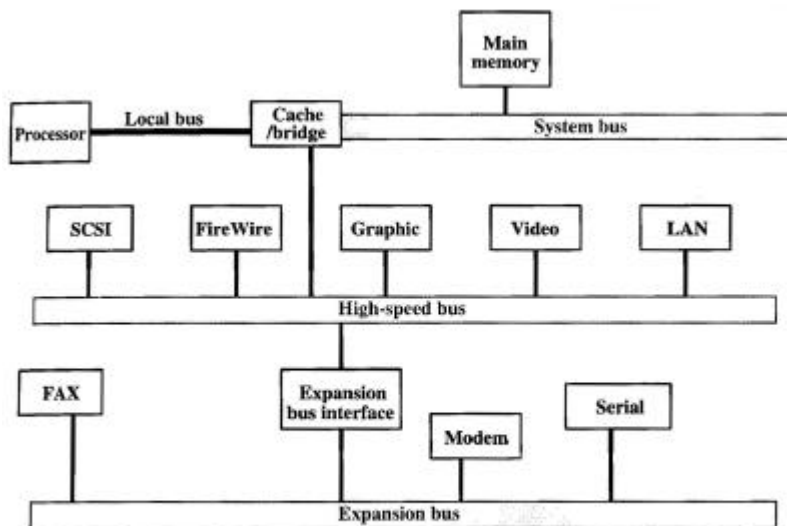 Main
memory
Local bus
Cache
/bridge
System bus
Processor
SCSI
FireWire
Graphic
Video
LAN
High-speed bus
FAX
Expansion
bus interface
Modem
Serial
Expansion bus